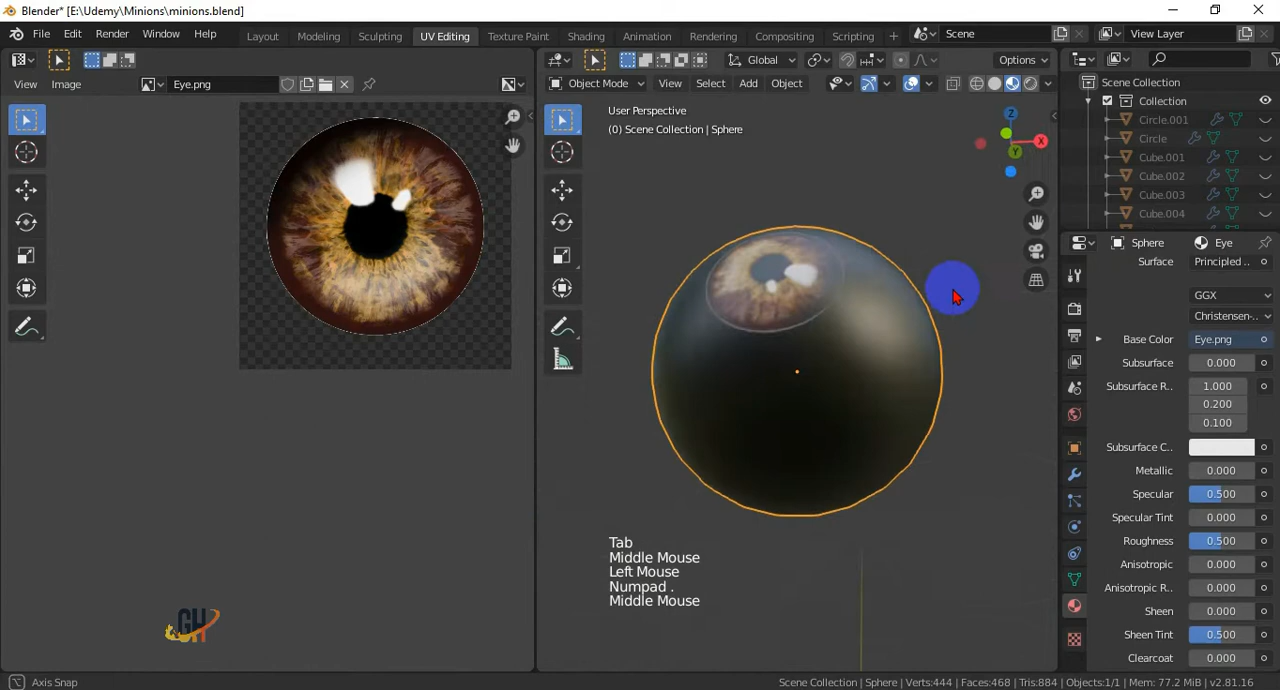 Blender* [E:\Udemy\Minions\minions.blend]
File Edit Render Window Help Layout Modeling Sculpting UV Editing Texture Paint Shading Animation Rendering Compositing Scripting + Scene View Layer
Global Options
View Image Eye.png Object Mode View Select Add Object
User Perspective
(0) Scene Collection | Sphere
Z
X
Y
Tab
Middle Mouse
Left Mouse
Numpad .
Middle Mouse
GH
Scene Collection
Collection
Circle.001
Circle
Cube.001
Cube.002
Cube.003
Cube.004
Sphere Eye
Surface Principled ..
GGX
Christensen-..
Base Color Eye.png
Subsurface 0.000
Subsurface R.. 1.000
0.200
0.100
Subsurface C..
Metallic 0.000
Specular 0.500
Specular Tint 0.000
Roughness 0.500
Anisotropic 0.000
Anisotropic R.. 0.000
Sheen 0.000
Sheen Tint 0.500
Clearcoat 0.000
Axis Snap
Scene Collection | Sphere | Verts:444 | Faces:468 | Tris:884 | Objects:1/1 | Mem: 77.2 MiB | v2.81.16